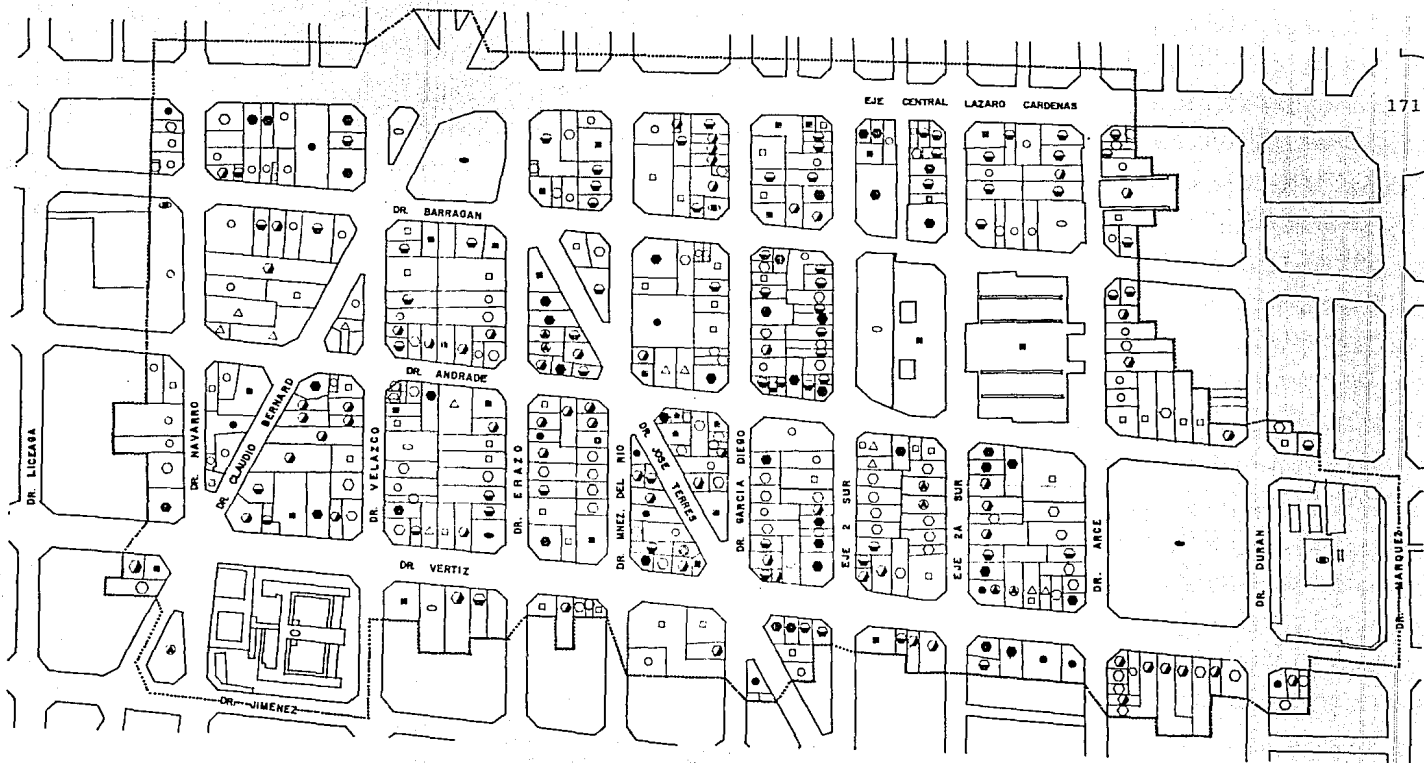 171
EJE CENTRAL LAZARO CARDENAS
DR. BARRAGAN
DR. ANDRADE
DR. LICEAGA
DR. NAVARRO
DR. CLAUDIO BERNARD
DR. VELAZCO
DR. ERAZO
DR. MNEZ. DEL RIO
DR. JOSE TERRES
DR. GARCIA DIEGO
EJE 2 SUR
EJE 2A SUR
DR. ARCE
DR. DURAN
DR. MARQUEZ
DR. VERTIZ
DR. JIMENEZ